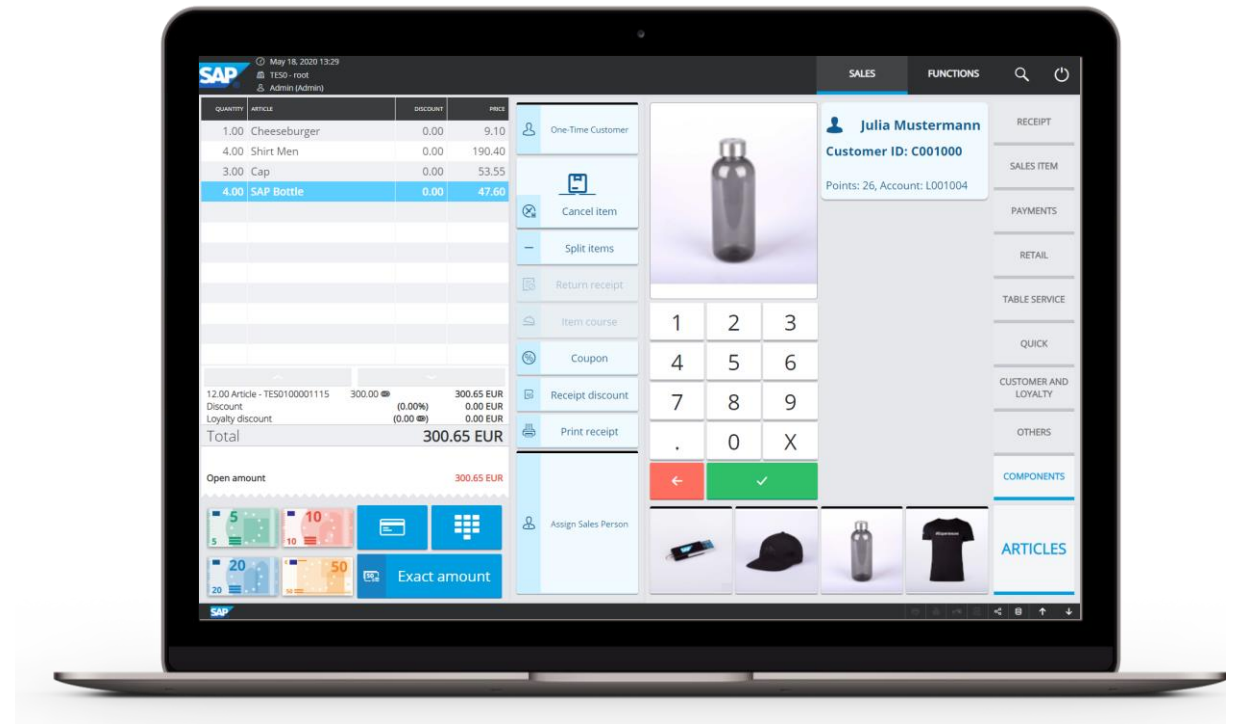 SAP
May 18, 2020 13:29
TES0 - root
Admin (Admin)
SALES
FUNCTIONS
QUANTITY ARTICLE DISCOUNT PRICE
1.00 Cheeseburger 0.00 9.10
4.00 Shirt Men 0.00 190.40
3.00 Cap 0.00 53.55
4.00 SAP Bottle 0.00 47.60
12.00 Article - TES0100001115 300.00 300.65 EUR
Discount (0.00%) 0.00 EUR
Loyalty discount (0.00 ) 0.00 EUR
Total 300.65 EUR
Open amount 300.65 EUR
5
5
10
10
20
20
50
50
Exact amount
One-Time Customer
Cancel item
Split items
Return receipt
Item course
Coupon
Receipt discount
Print receipt
Assign Sales Person
1 2 3
4 5 6
7 8 9
. 0 X
Julia Mustermann
Customer ID: C001000
Points: 26, Account: L001004
RECEIPT
SALES ITEM
PAYMENTS
RETAIL
TABLE SERVICE
QUICK
CUSTOMER AND
LOYALTY
OTHERS
COMPONENTS
ARTICLES
SAP